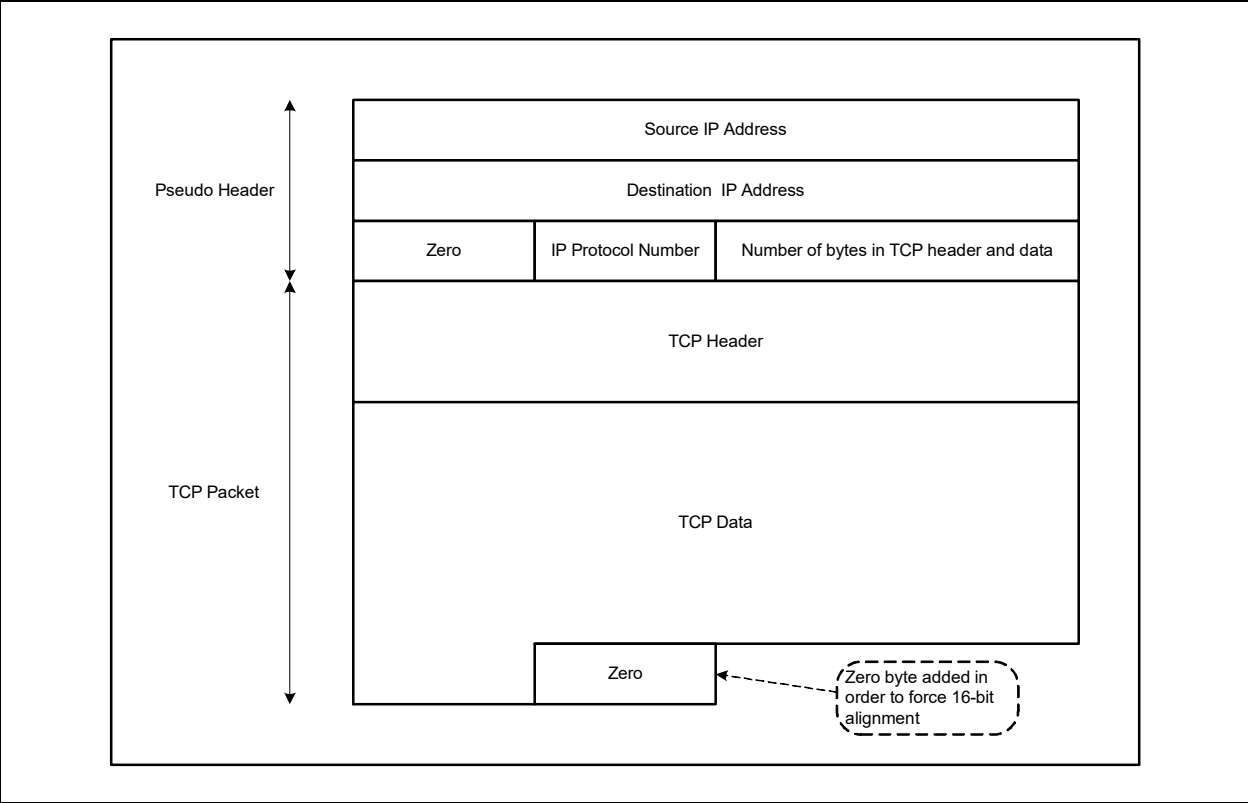 Source IP Address
Pseudo Header
Destination  IP Address
Zero
IP Protocol Number
Number of bytes in TCP header and data
TCP Header
TCP Packet
TCP Data
Zero
Zero byte added in
order to force 16-bit
alignment